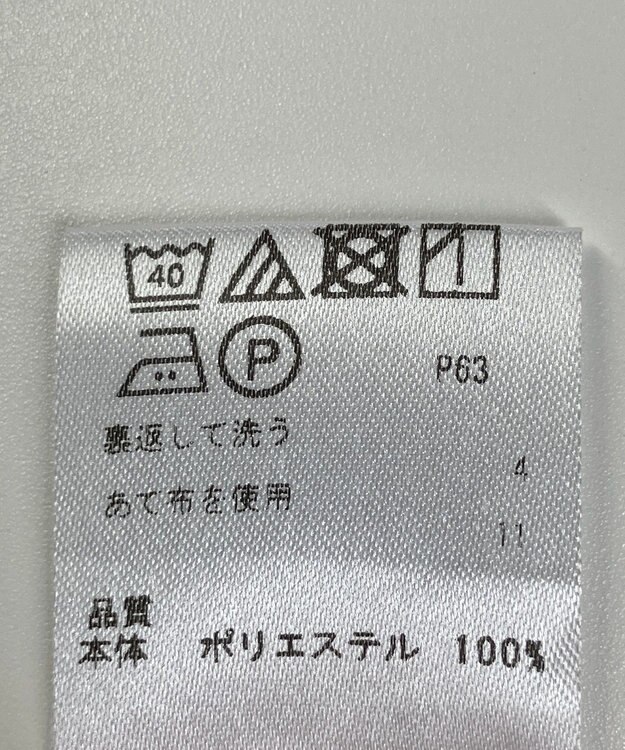 40
P P63
裏返して洗う
4
あて布を使用
11
品質
本体 ポリエステル 100%